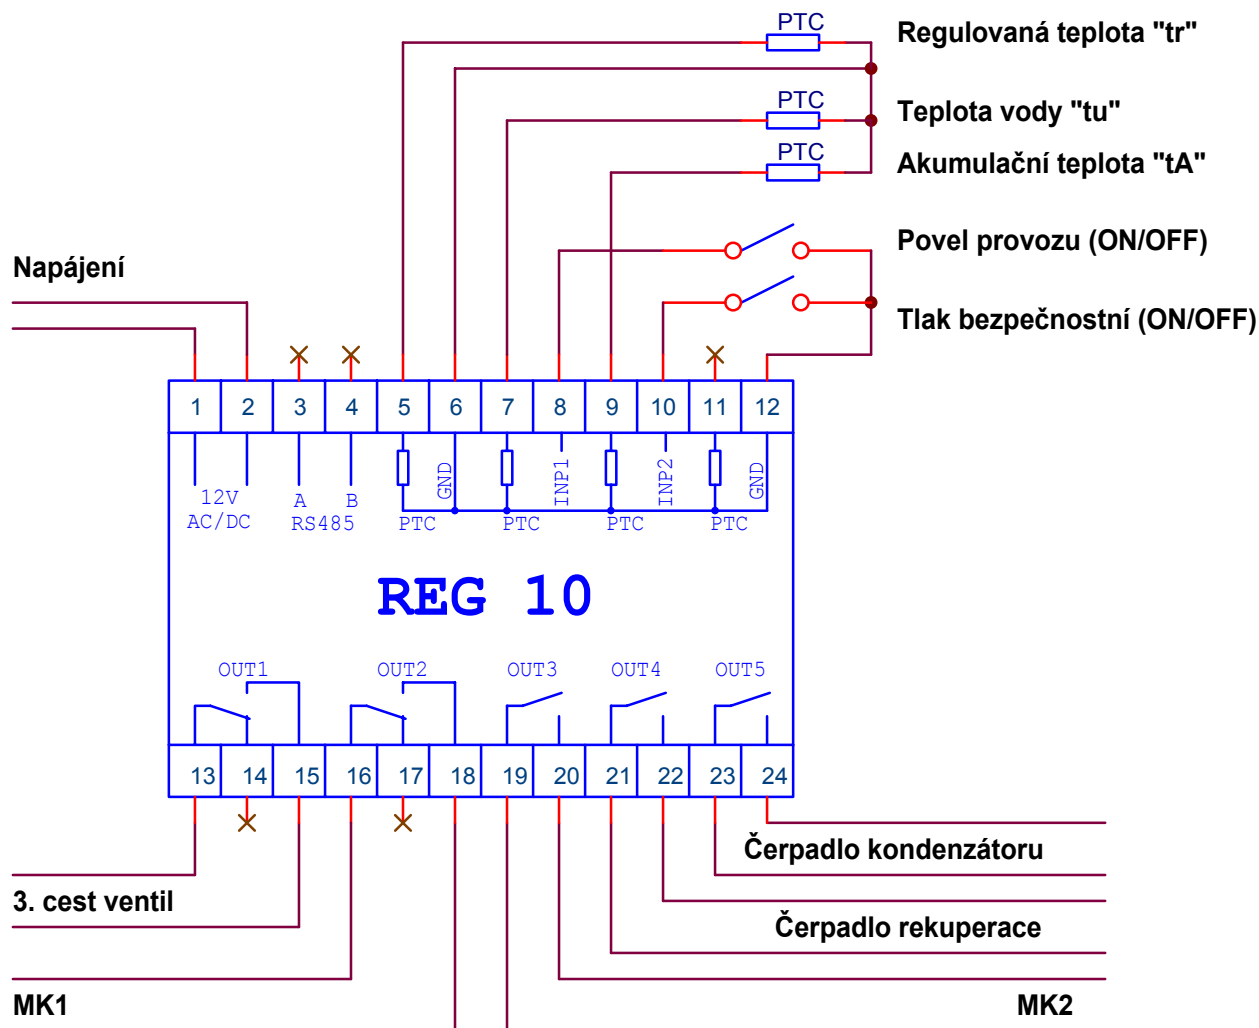 PTC Regulovaná teplota "tr"
PTC Teplota vody "tu"
PTC Akumulační teplota "tA"
Povel provozu (ON/OFF)
Napájení
Tlak bezpečnostní (ON/OFF)
1 2 3 4 5 6 7 8 9 10 11 12
GND INP1 INP2 GND
12V A B
AC/DC RS485 PTC PTC PTC PTC
REG 10
OUT1 OUT2 OUT3 OUT4 OUT5
13 14 15 16 17 18 19 20 21 22 23 24
Čerpadlo kondenzátoru
3. cest ventil
Čerpadlo rekuperace
MK1 MK2